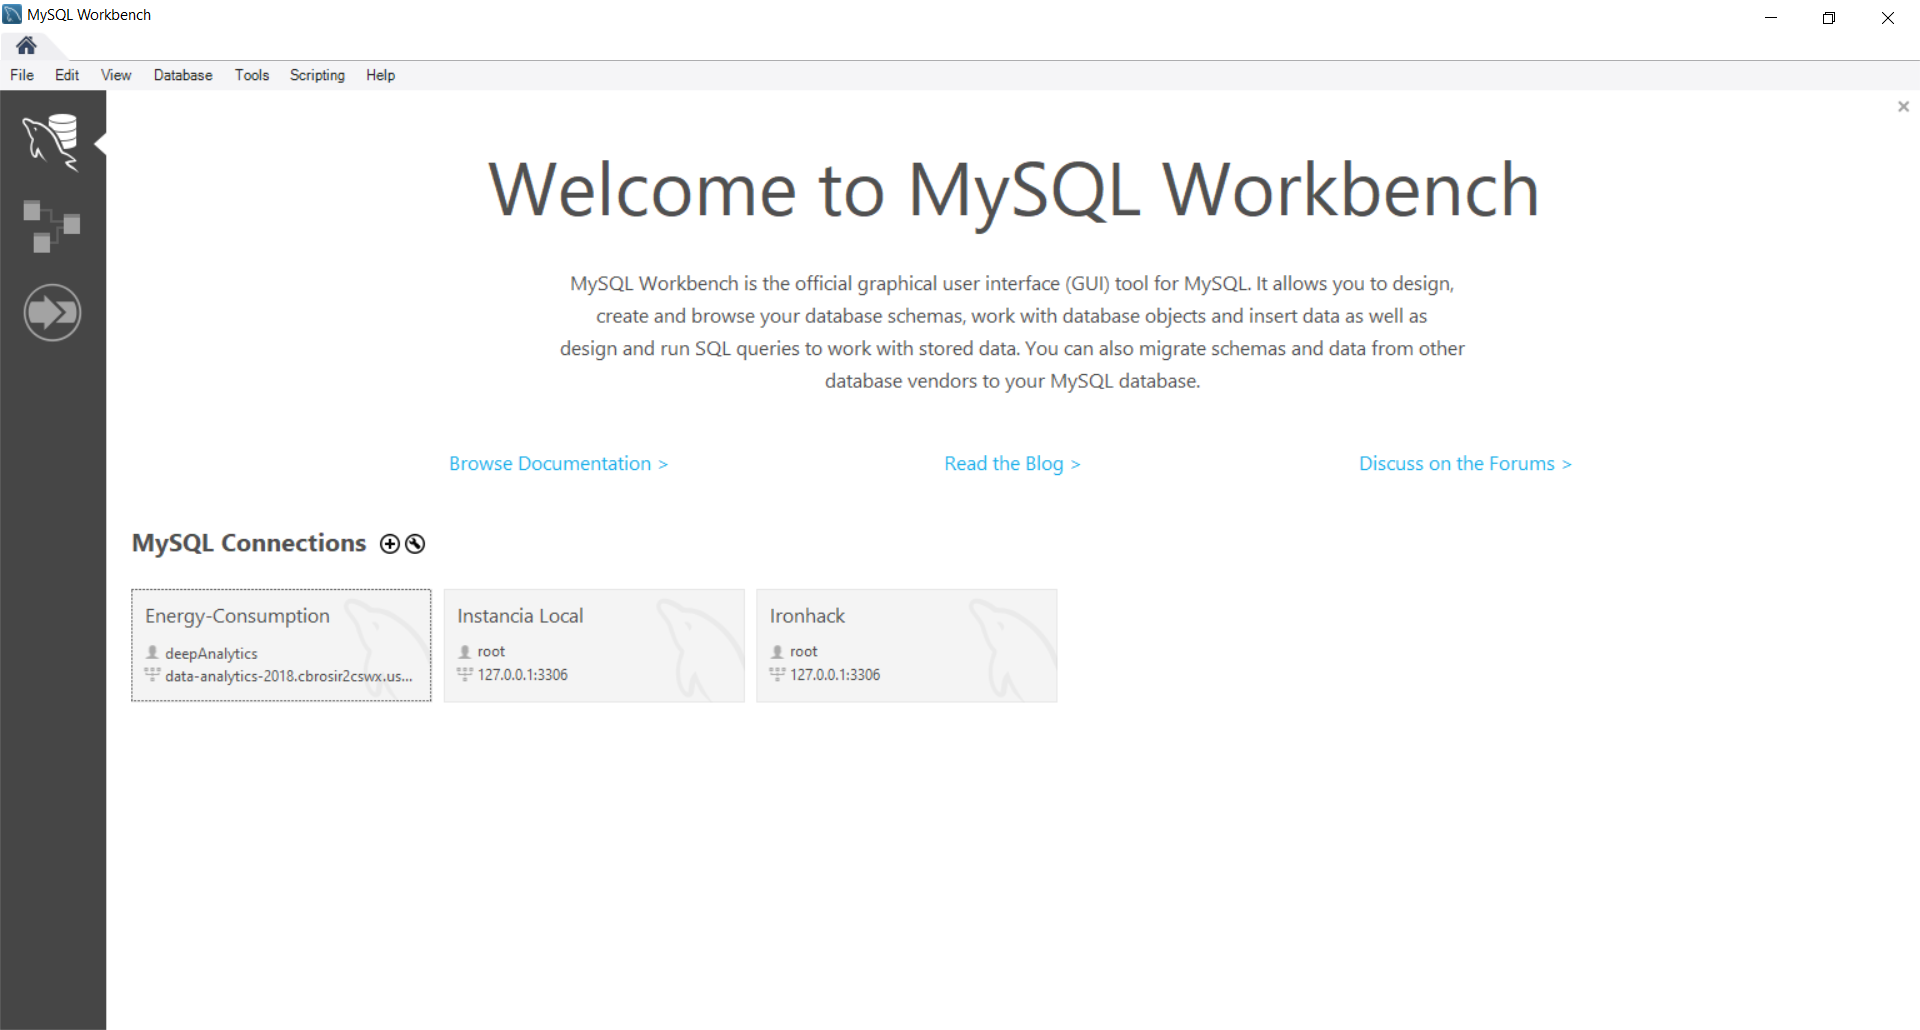 MySQL Workbench
File Edit View Database Tools Scripting Help
Welcome to MySQL Workbench
MySQL Workbench is the official graphical user interface (GUI) tool for MySQL. It allows you to design,
create and browse your database schemas, work with database objects and insert data as well as
design and run SQL queries to work with stored data. You can also migrate schemas and data from other
database vendors to your MySQL database.
Browse Documentation > Read the Blog > Discuss on the Forums >
MySQL Connections
Energy-Consumption
deepAnalytics
data-analytics-2018.cbrosir2cswx.us...
Instancia Local
root
127.0.0.1:3306
Ironhack
root
127.0.0.1:3306